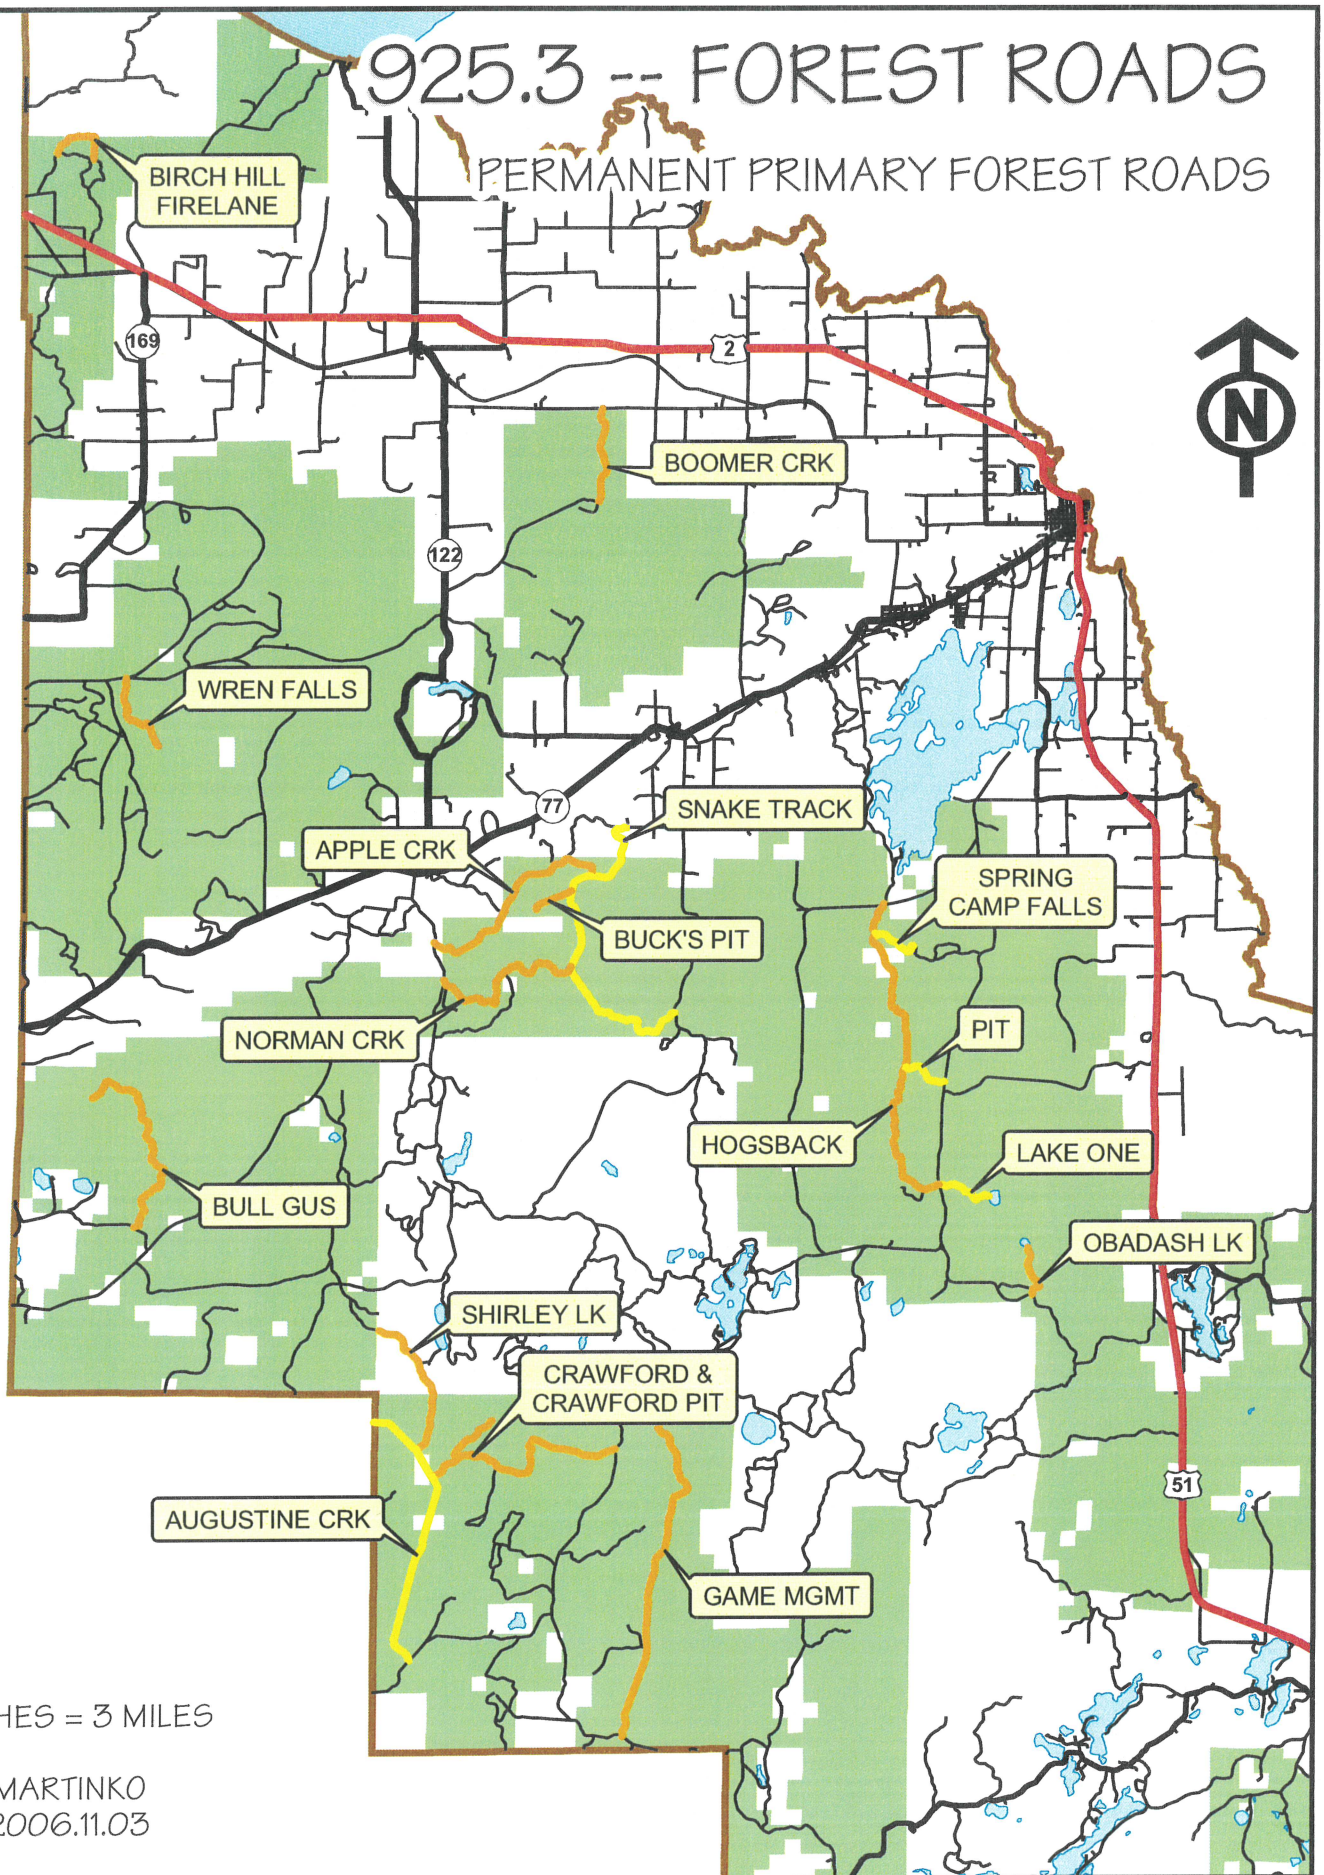 925.3 -- FOREST ROADS
PERMANENT PRIMARY FOREST ROADS
BIRCH HILL
FIRELANE
169
2
N
BOOMER CRK
122
WREN FALLS
77
SNAKE TRACK
APPLE CRK
SPRING
CAMP FALLS
BUCK'S PIT
NORMAN CRK
PIT
HOGSBACK
LAKE ONE
BULL GUS
OBADASH LK
SHIRLEY LK
CRAWFORD &
CRAWFORD PIT
51
AUGUSTINE CRK
GAME MGMT
HES = 3 MILES
MARTINKO
2006.11.03